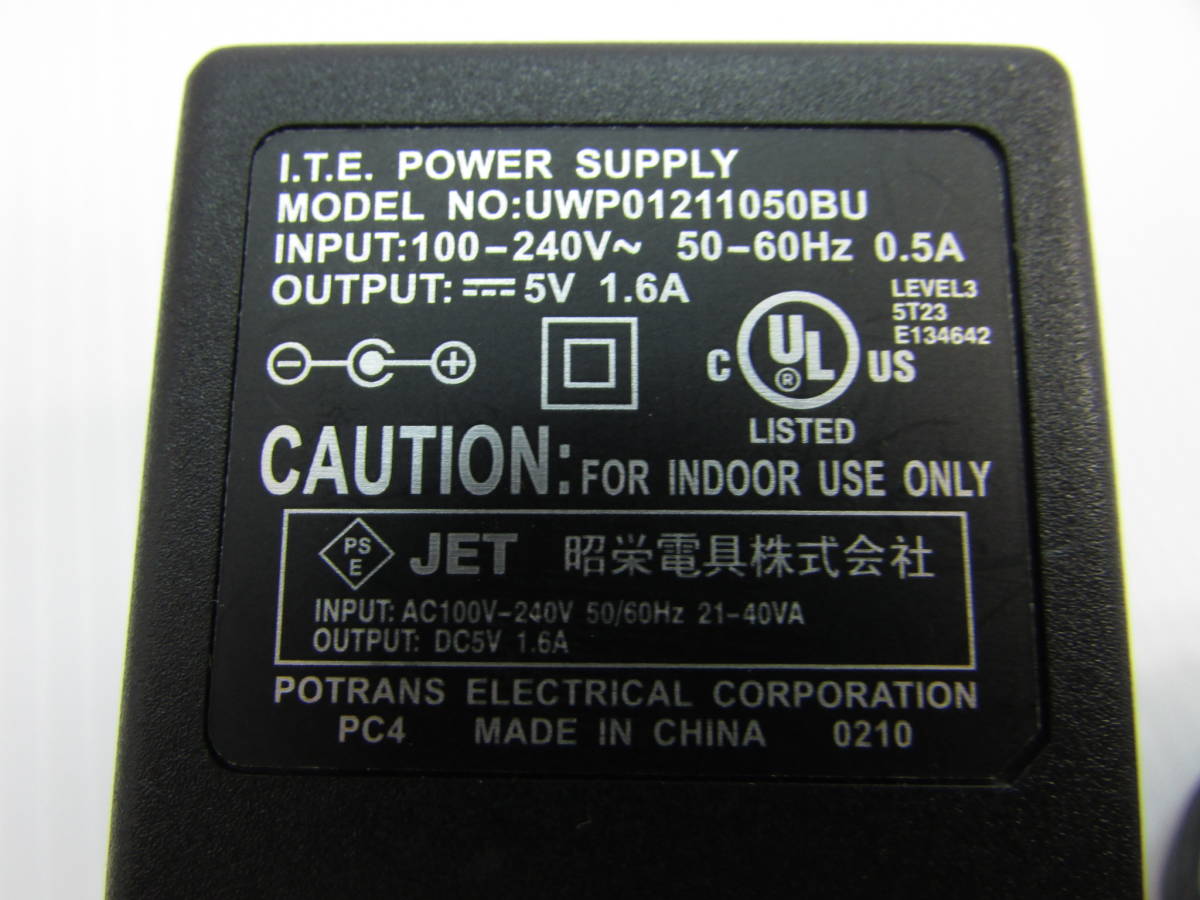 I.T.E. POWER SUPPLY
MODEL NO:UWP01211050BU
INPUT:100-240V~ 50-60Hz 0.5A
OUTPUT:⎓5V 1.6A
LEVEL3
5T23
E134642
C UL ® US
LISTED
CAUTION: FOR INDOOR USE ONLY
PS
E
JET 昭栄電具株式会社
INPUT: AC100V-240V 50/60Hz 21-40VA
OUTPUT: DC5V 1.6A
POTRANS ELECTRICAL CORPORATION
PC4 MADE IN CHINA 0210